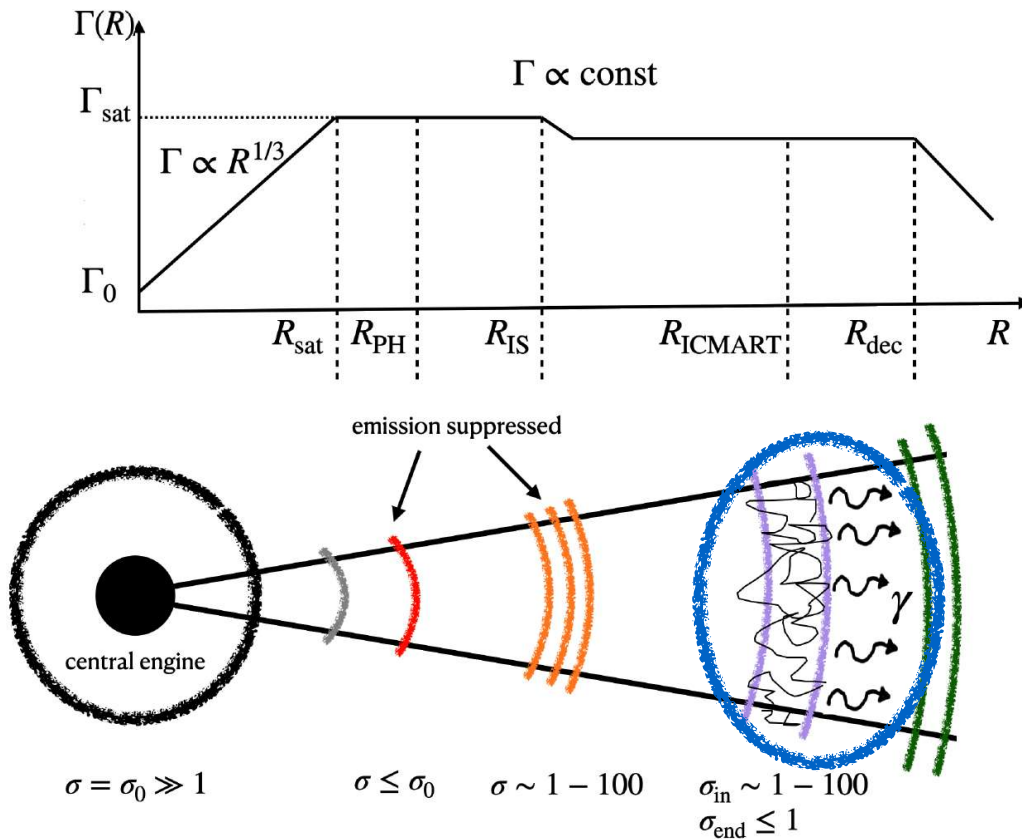 Γ(R)
Γ ∝ const
Γsat
Γ ∝ R^1/3
Γ0
Rsat RPH RIS RICMART Rdec R
emission suppressed
γ
central engine
σ = σ0 ≫ 1 σ ≤ σ0 σ ~ 1 − 100 σin ~ 1 − 100
σend ≤ 1